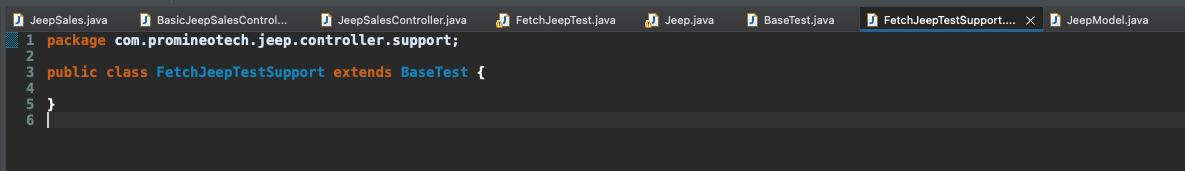 JeepSales.java BasicJeepSalesControl... JeepSalesController.java FetchJeepTest.java Jeep.java BaseTest.java FetchJeepTestSupport.... JeepModel.java
1 package com.promineotech.jeep.controller.support;
2
3 public class FetchJeepTestSupport extends BaseTest {
4
5 }
6